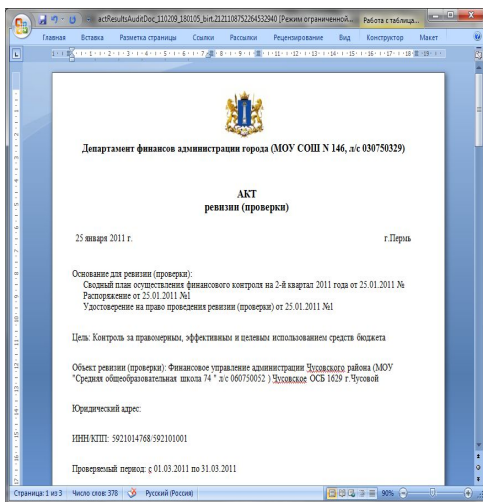 actResultsAuditDoc_110209_180105_birt.2121108752264532940 [Режим ограниченной... Работа с таблица...
Главная Вставка Разметка страницы Ссылки Рассылки Рецензирование Вид Конструктор Макет
Департамент финансов администрации города (МОУ СОШ N 146, л/с 030750329)
АКТ
ревизии (проверки)
25 января 2011 г. г.Пермь
Основание для ревизии (проверки):
Сводный план осуществления финансового контроля на 2-й квартал 2011 года от 25.01.2011 №
Распоряжение от 25.01.2011 №1
Удостоверение на право проведения ревизии (проверки) от 25.01.2011 №1
Цель: Контроль за правомерным, эффективным и целевым использованием средств бюджета
Объект ревизии (проверки): Финансовое управление администрации Чусовского района (МОУ
"Средняя общеобразовательная школа 74 " л/с 060750052 ) Чусовское ОСБ 1629 г.Чусовой
Юридический адрес:
ИНН/КПП: 5921014768/592101001
Проверяемый период: с 01.03.2011 по 31.03.2011
Страница: 1 из 3 Число слов: 378 Русский (Россия) 90%